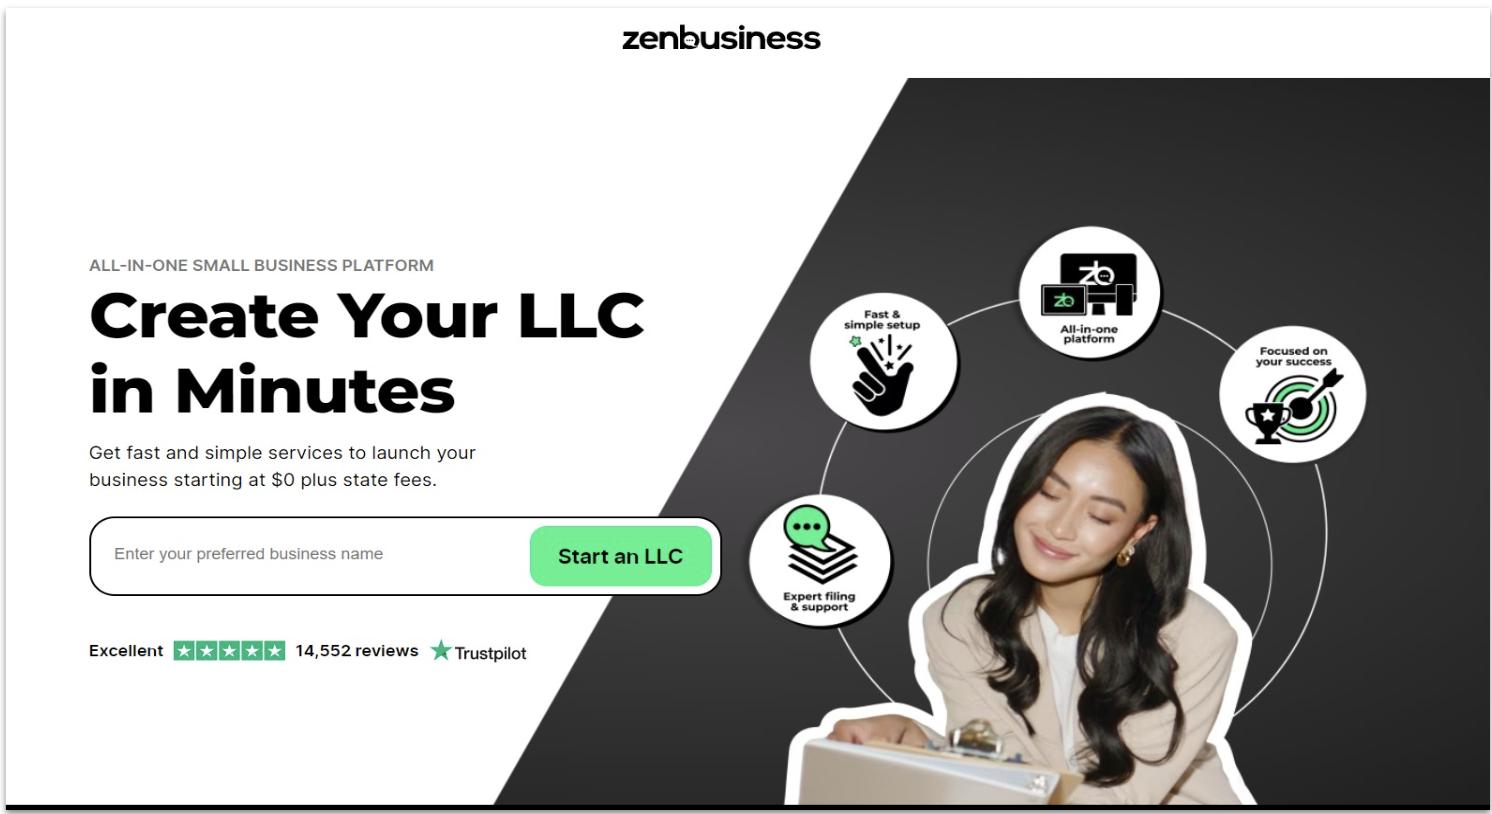 zenbusiness
ALL-IN-ONE SMALL BUSINESS PLATFORM
Create Your LLC
in Minutes
Get fast and simple services to launch your
business starting at $0 plus state fees.
Enter your preferred business name
Start an LLC
Excellent
14,552 reviews
Trustpilot
Fast &
simple setup
zb
zb
All-in-one
platform
Focused on
your success
Expert filing
& support